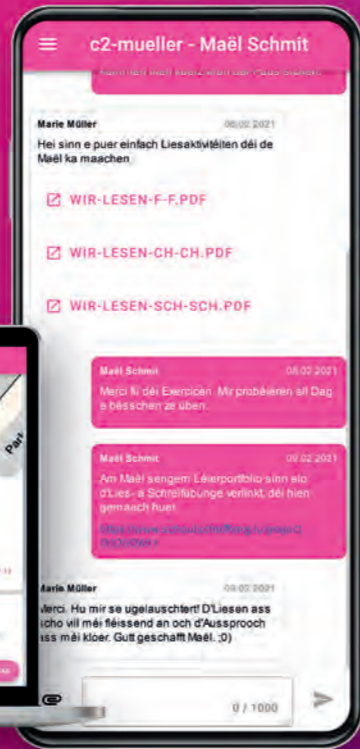 c2-mueller - Maël Schmit
Marie Müller 08.02.2021
Hei sinn e puer einfach Liesaktivitéiten déi de
Maël ka maachen
WIR-LESEN-F-F.PDF
WIR-LESEN-CH-CH.PDF
WIR-LESEN-SCH-SCH.PDF
Maël Schmit 08.02.2021
Merci fir déi Exercicen. Mir probéieren all Dag
e bësschen ze üben.
Maël Schmit 09.02.2021
Am Maël sengem Léierportfolio sinn elo
d'Lies- a Schreifübunge verlinkt, déi hien
gemaach huet
Marie Müller 09.02.2021
Merci. Hu mir se ugelauschtert! D'Liesen ass
scho vill méi fléissend an och d'Aussprooch
ass méi kloer. Gutt geschafft Maël. ;0)
0 / 1000